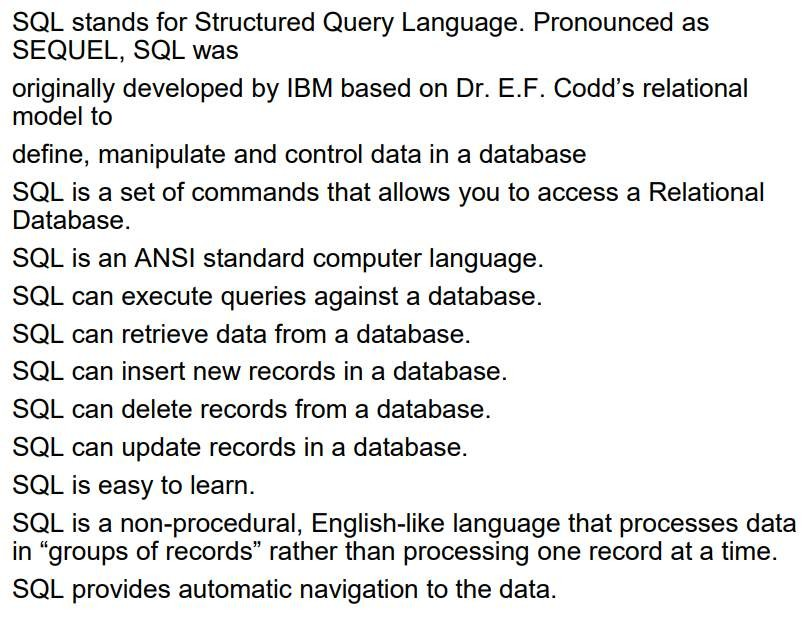 SQL stands for Structured Query Language. Pronounced as
SEQUEL, SQL was
originally developed by IBM based on Dr. E.F. Codd’s relational
model to
define, manipulate and control data in a database
SQL is a set of commands that allows you to access a Relational
Database.
SQL is an ANSI standard computer language.
SQL can execute queries against a database.
SQL can retrieve data from a database.
SQL can insert new records in a database.
SQL can delete records from a database.
SQL can update records in a database.
SQL is easy to learn.
SQL is a non-procedural, English-like language that processes data
in “groups of records” rather than processing one record at a time.
SQL provides automatic navigation to the data.